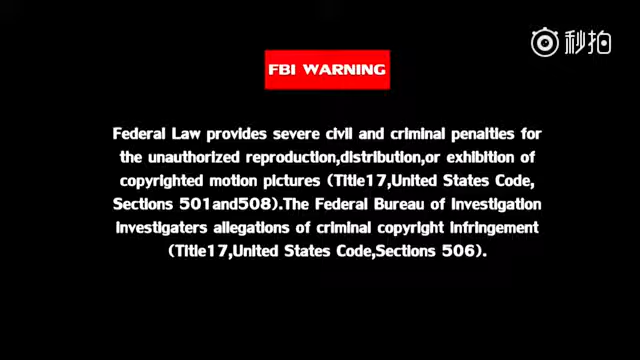 秒拍
FBI WARNING
Federal Law provides severe civil and criminal penalties for
the unauthorized reproduction,distribution,or exhibition of
copyrighted motion pictures (Title17,United States Code,
Sections 501and508).The Federal Bureau of Investigation
Investigaters allegations of criminal copyright infringement
(Title17,United States Code,Sections 506).